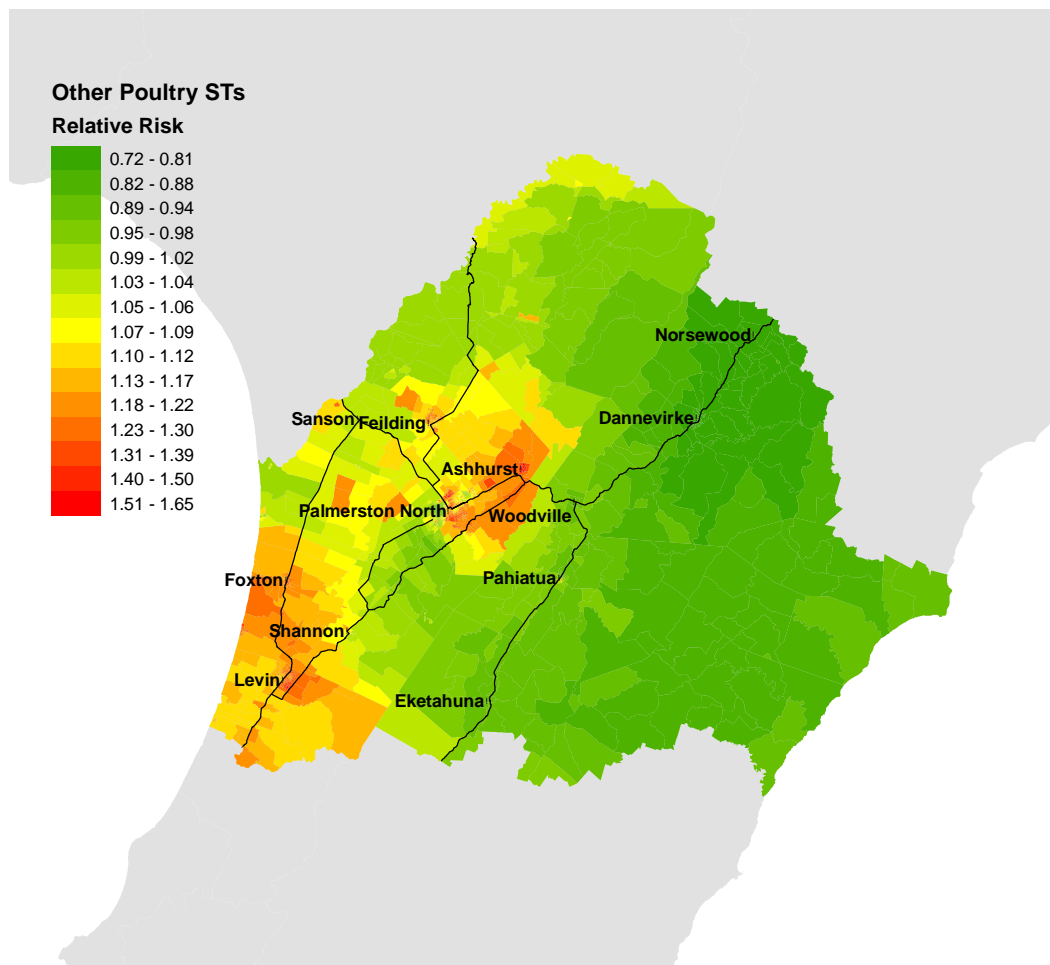 Other Poultry STs
Relative Risk
0.72 - 0.81
0.82 - 0.88
0.89 - 0.94
0.95 - 0.98
0.99 - 1.02
1.03 - 1.04
1.05 - 1.06
1.07 - 1.09
1.10 - 1.12
1.13 - 1.17
1.18 - 1.22
1.23 - 1.30
1.31 - 1.39
1.40 - 1.50
1.51 - 1.65
Norsewood
Dannevirke
Sanson
Feilding
Ashhurst
Palmerston North
Woodville
Foxton
Pahiatua
Shannon
Levin
Eketahuna